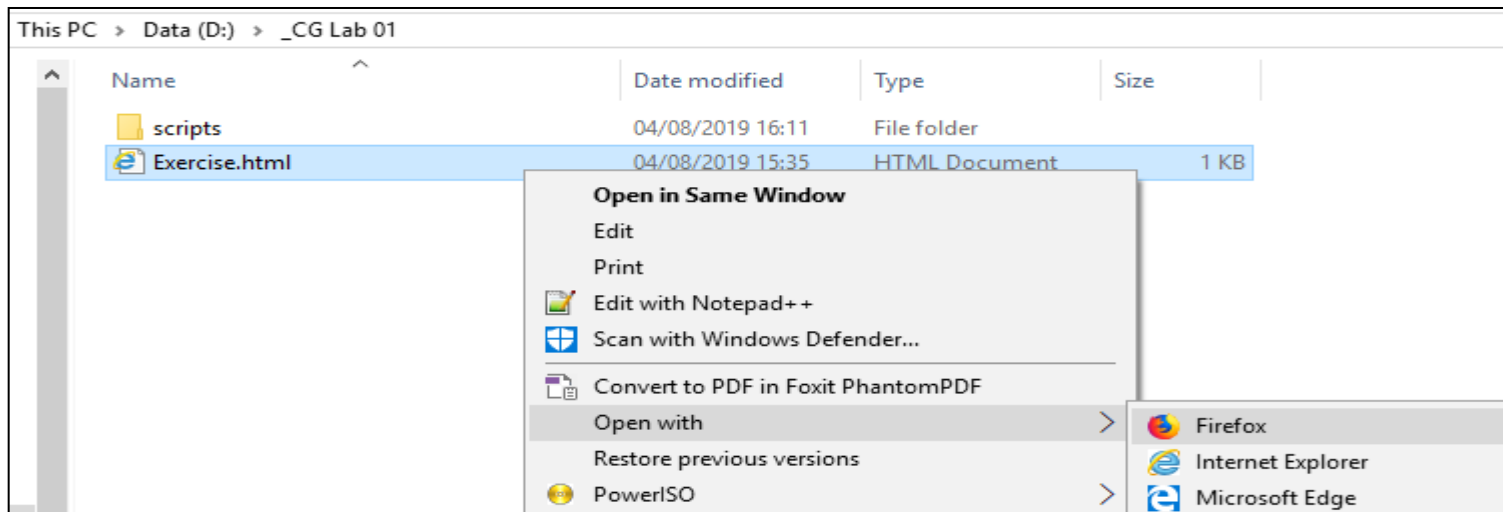 This PC > Data (D:) > _CG Lab 01
Name Date modified Type Size
scripts 04/08/2019 16:11 File folder
Exercise.html 04/08/2019 15:35 HTML Document 1 KB
Open in Same Window
Edit
Print
Edit with Notepad++
Scan with Windows Defender...
Convert to PDF in Foxit PhantomPDF
Open with
Firefox
Restore previous versions
Internet Explorer
PowerISO
Microsoft Edge